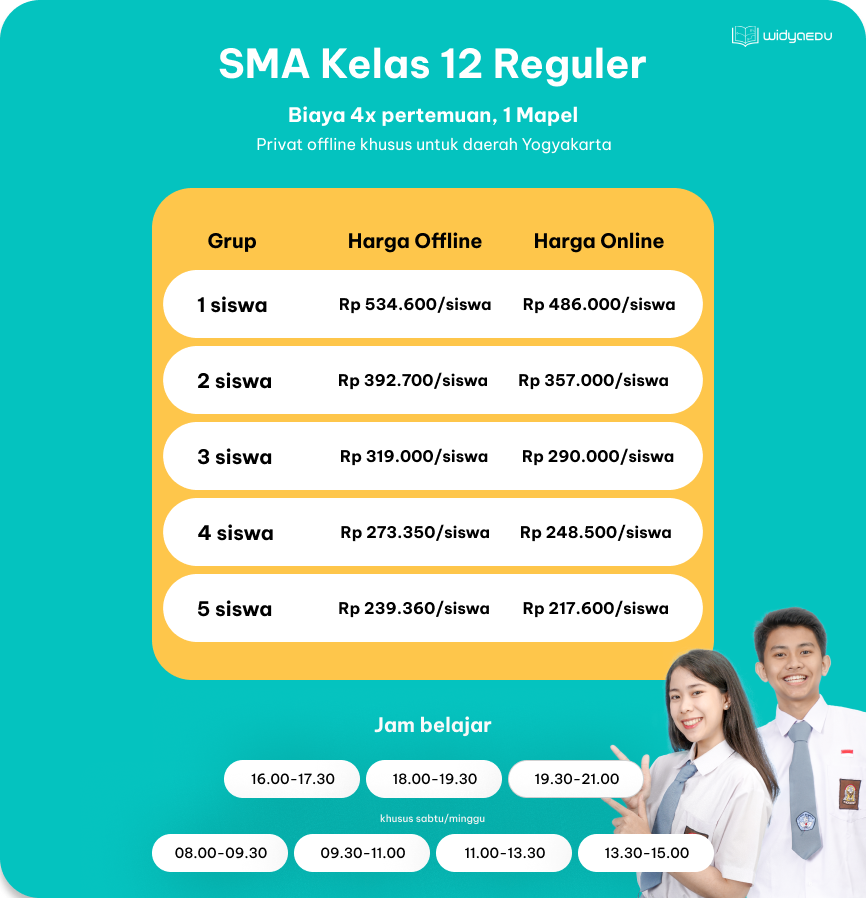 WIDYAEDU
SMA Kelas 12 Reguler
Biaya 4x pertemuan, 1 Mapel
Privat offline khusus untuk daerah Yogyakarta
Grup Harga Offline Harga Online
1 siswa Rp 534.600/siswa Rp 486.000/siswa
2 siswa Rp 392.700/siswa Rp 357.000/siswa
3 siswa Rp 319.000/siswa Rp 290.000/siswa
4 siswa Rp 273.350/siswa Rp 248.500/siswa
5 siswa Rp 239.360/siswa Rp 217.600/siswa
Jam belajar
16.00-17.30 18.00-19.30 19.30-21.00
khusus sabtu/minggu
08.00-09.30 09.30-11.00 11.00-13.30 13.30-15.00